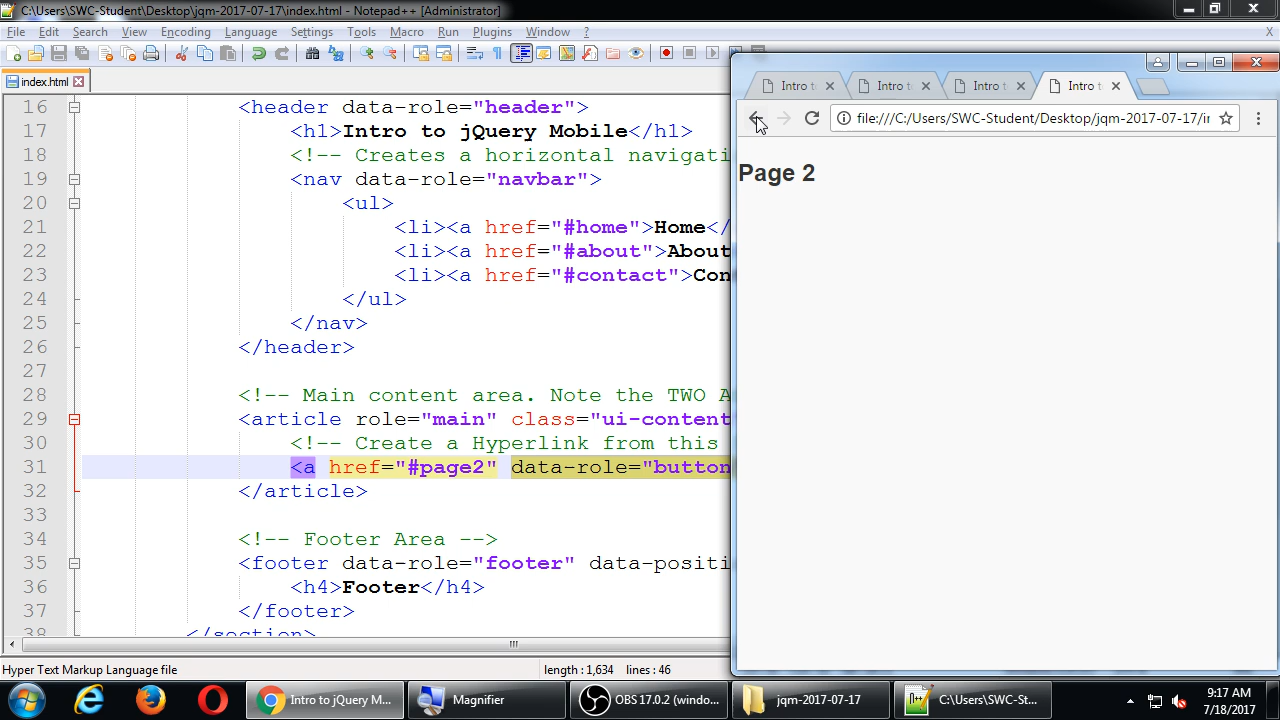 C:\Users\SWC-Student\Desktop\jqm-2017-07-17\index.html - Notepad++ [Administrator]
File Edit Search View Encoding Language Settings Tools Macro Run Plugins Window ? X
index.html
16 <header data-role="header">
17 <h1>Intro to jQuery Mobile</h1>
18 <!-- Creates a horizontal navigati
19 <nav data-role="navbar">
20 <ul>
21 <li><a href="#home">Home</
22 <li><a href="#about">About
23 <li><a href="#contact">Con
24 </ul>
25 </nav>
26 </header>
27
28 <!-- Main content area. Note the TWO A
29 <article role="main" class="ui-content
30 <!-- Create a Hyperlink from this
31 <a href="#page2" data-role="button
32 </article>
33
34 <!-- Footer Area -->
35 <footer data-role="footer" data-positi
36 <h4>Footer</h4>
37 </footer>
38 </section>
Hyper Text Markup Language file length : 1,634 lines : 46
Intro t Intro t Intro t Intro t
file:///C:/Users/SWC-Student/Desktop/jqm-2017-07-17/ir
Page 2
Intro to jQuery M... Magnifier OBS 17.0.2 (windo... jqm-2017-07-17 C:\Users\SWC-St...
9:17 AM
7/18/2017